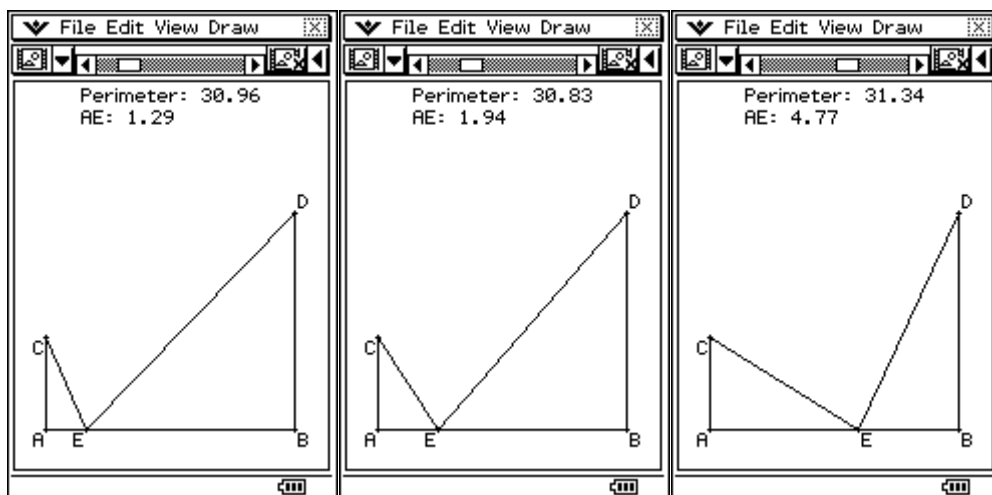 File Edit View Draw
Perimeter: 30.96
AE: 1.29
D
C
A E B
File Edit View Draw
Perimeter: 30.83
AE: 1.94
D
C
A E B
File Edit View Draw
Perimeter: 31.34
AE: 4.77
D
C
A E B